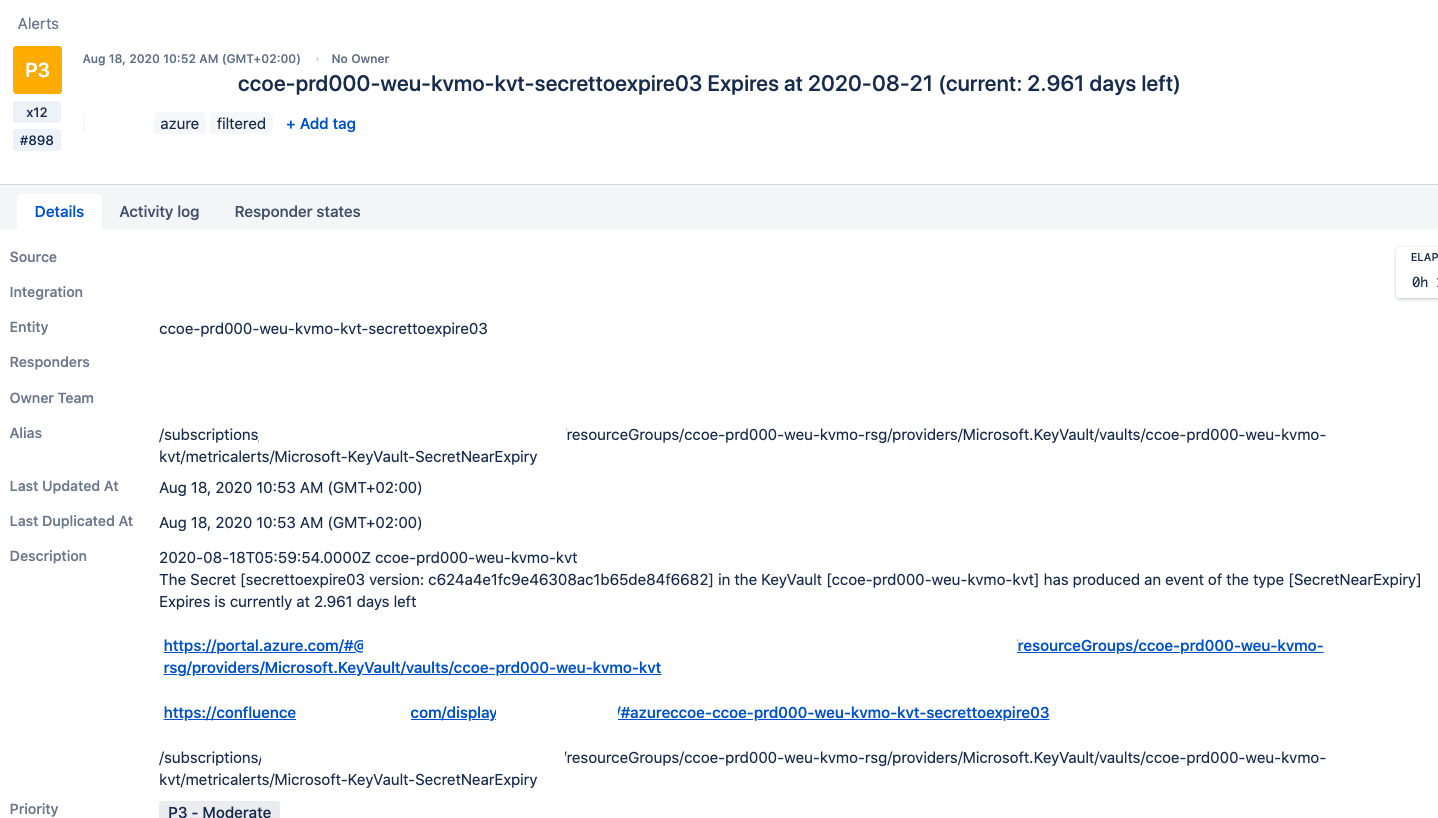 Alerts
P3
x12
#898
Aug 18, 2020 10:52 AM (GMT+02:00) • No Owner
ccoe-prd000-weu-kvmo-kvt-secrettoexpire03 Expires at 2020-08-21 (current: 2.961 days left)
azure filtered + Add tag
Details Activity log Responder states
Source
ELAP
0h
Integration
Entity ccoe-prd000-weu-kvmo-kvt-secrettoexpire03
Responders
Owner Team
Alias /subscriptions /resourceGroups/ccoe-prd000-weu-kvmo-rsg/providers/Microsoft.KeyVault/vaults/ccoe-prd000-weu-kvmo-
kvt/metricalerts/Microsoft-KeyVault-SecretNearExpiry
Last Updated At Aug 18, 2020 10:53 AM (GMT+02:00)
Last Duplicated At Aug 18, 2020 10:53 AM (GMT+02:00)
Description 2020-08-18T05:59:54.0000Z ccoe-prd000-weu-kvmo-kvt
The Secret [secrettoexpire03 version: c624a4e1fc9e46308ac1b65de84f6682] in the KeyVault [ccoe-prd000-weu-kvmo-kvt] has produced an event of the type [SecretNearExpiry]
Expires is currently at 2.961 days left
https://portal.azure.com/#@ /resourceGroups/ccoe-prd000-weu-kvmo-
rsg/providers/Microsoft.KeyVault/vaults/ccoe-prd000-weu-kvmo-kvt
https://confluence com/display /#azureccoe-ccoe-prd000-weu-kvmo-kvt-secrettoexpire03
/subscriptions/ /resourceGroups/ccoe-prd000-weu-kvmo-rsg/providers/Microsoft.KeyVault/vaults/ccoe-prd000-weu-kvmo-
kvt/metricalerts/Microsoft-KeyVault-SecretNearExpiry
Priority P3 - Moderate